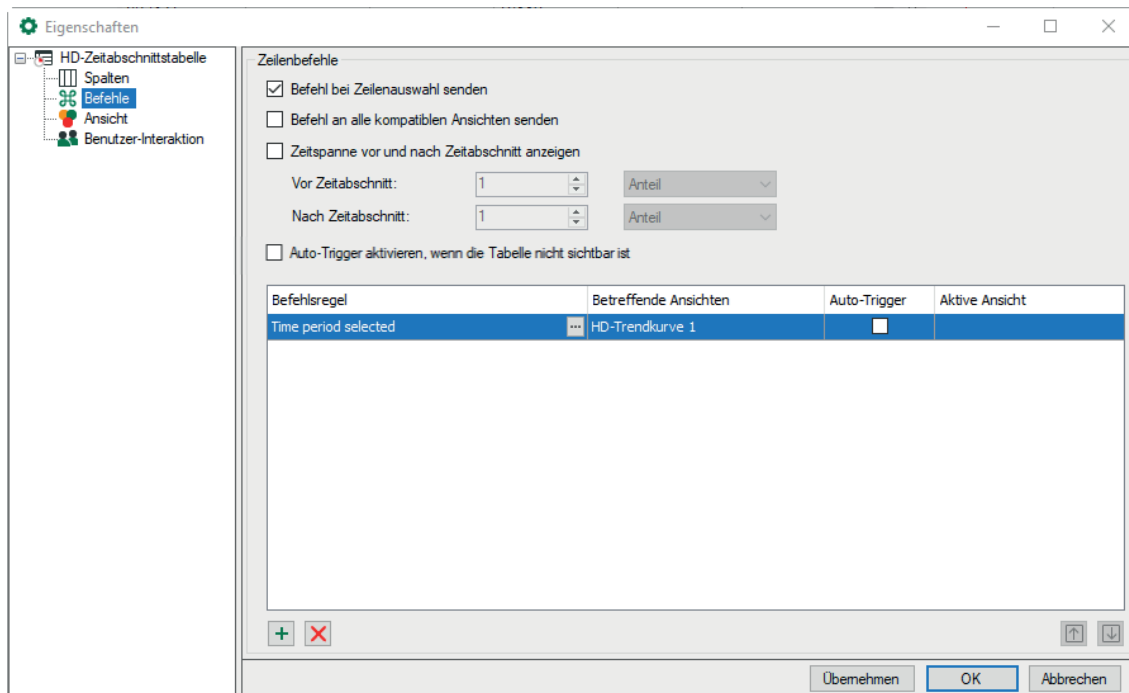 Eigenschaften
HD-Zeitabschnittstabelle
Spalten
Befehle
Ansicht
Benutzer-Interaktion
Zeilenbefehle
Befehl bei Zeilenauswahl senden
Befehl an alle kompatiblen Ansichten senden
Zeitspanne vor und nach Zeitabschnitt anzeigen
Vor Zeitabschnitt: 1 Anteil
Nach Zeitabschnitt: 1 Anteil
Auto-Trigger aktivieren, wenn die Tabelle nicht sichtbar ist
Befehlsregel Betreffende Ansichten Auto-Trigger Aktive Ansicht
Time period selected ... HD-Trendkurve 1
Übernehmen OK Abbrechen